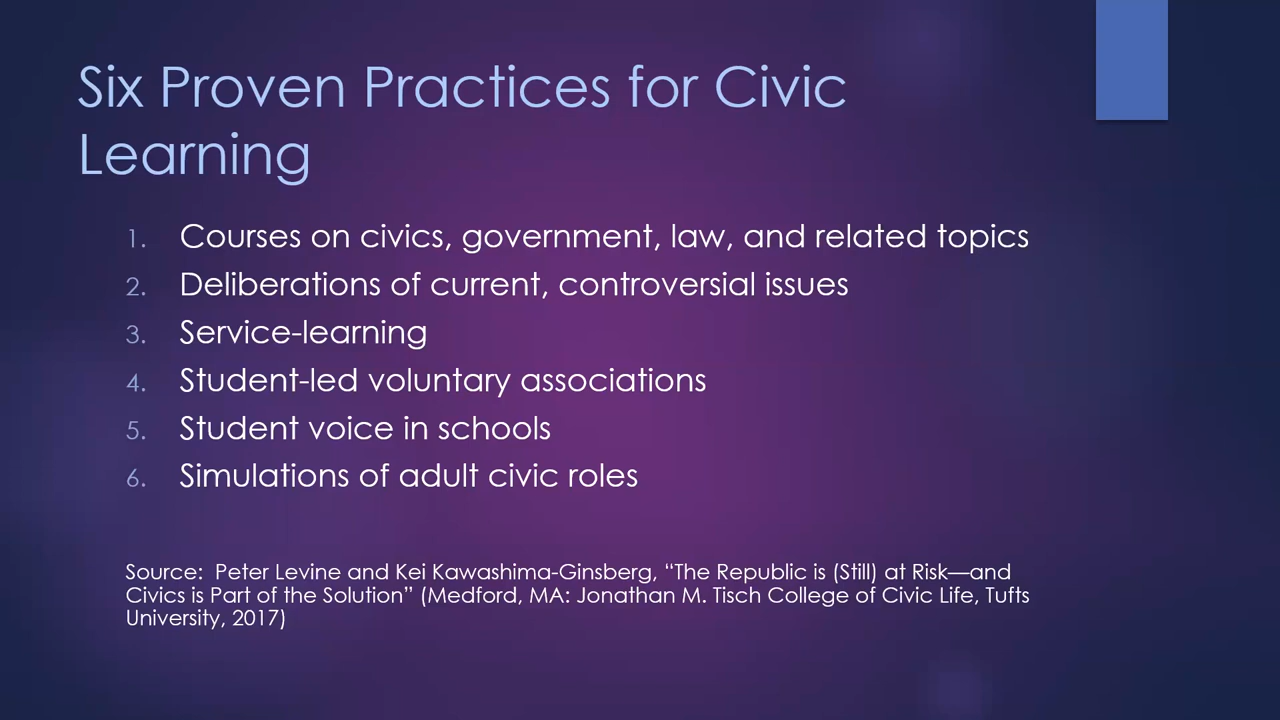 Six Proven Practices for Civic
Learning
1. Courses on civics, government, law, and related topics
2. Deliberations of current, controversial issues
3. Service-learning
4. Student-led voluntary associations
5. Student voice in schools
6. Simulations of adult civic roles
Source:  Peter Levine and Kei Kawashima-Ginsberg, “The Republic is (Still) at Risk—and
Civics is Part of the Solution” (Medford, MA: Jonathan M. Tisch College of Civic Life, Tufts
University, 2017)